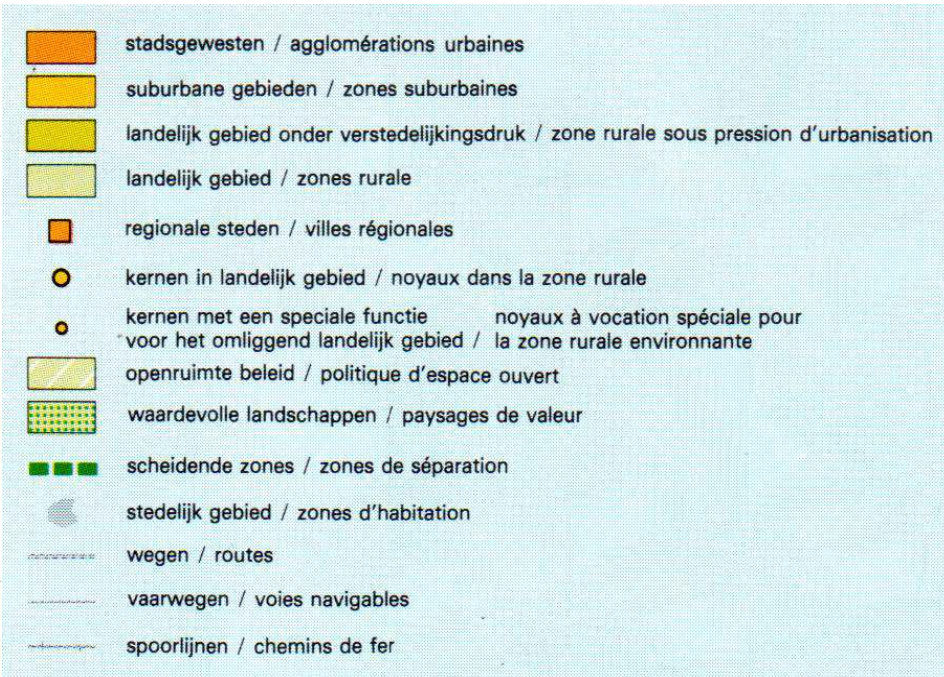 stadsgewesten / agglomérations urbaines
suburbane gebieden / zones suburbaines
landelijk gebied onder verstedelijkingsdruk / zone rurale sous pression d'urbanisation
landelijk gebied / zones rurale
regionale steden / villes régionales
kernen in landelijk gebied / noyaux dans la zone rurale
kernen met een speciale functie noyaux à vocation spéciale pour
voor het omliggend landelijk gebied / la zone rurale environnante
openruimte beleid / politique d'espace ouvert
waardevolle landschappen / paysages de valeur
scheidende zones / zones de séparation
stedelijk gebied / zones d'habitation
wegen / routes
vaarwegen / voies navigables
spoorlijnen / chemins de fer